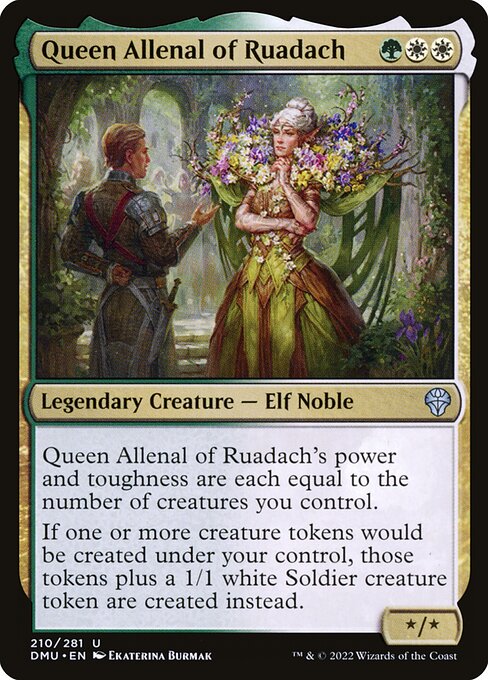 Queen Allenal of Ruadach
Legendary Creature — Elf Noble
Queen Allenal of Ruadach's power
and toughness are each equal to the
number of creatures you control.
If one or more creature tokens would
be created under your control, those
tokens plus a 1/1 white Soldier creature
token are created instead.
★/★
210/281 U
DMU • EN Ekaterina Burmak
™ & © 2022 Wizards of the Coast